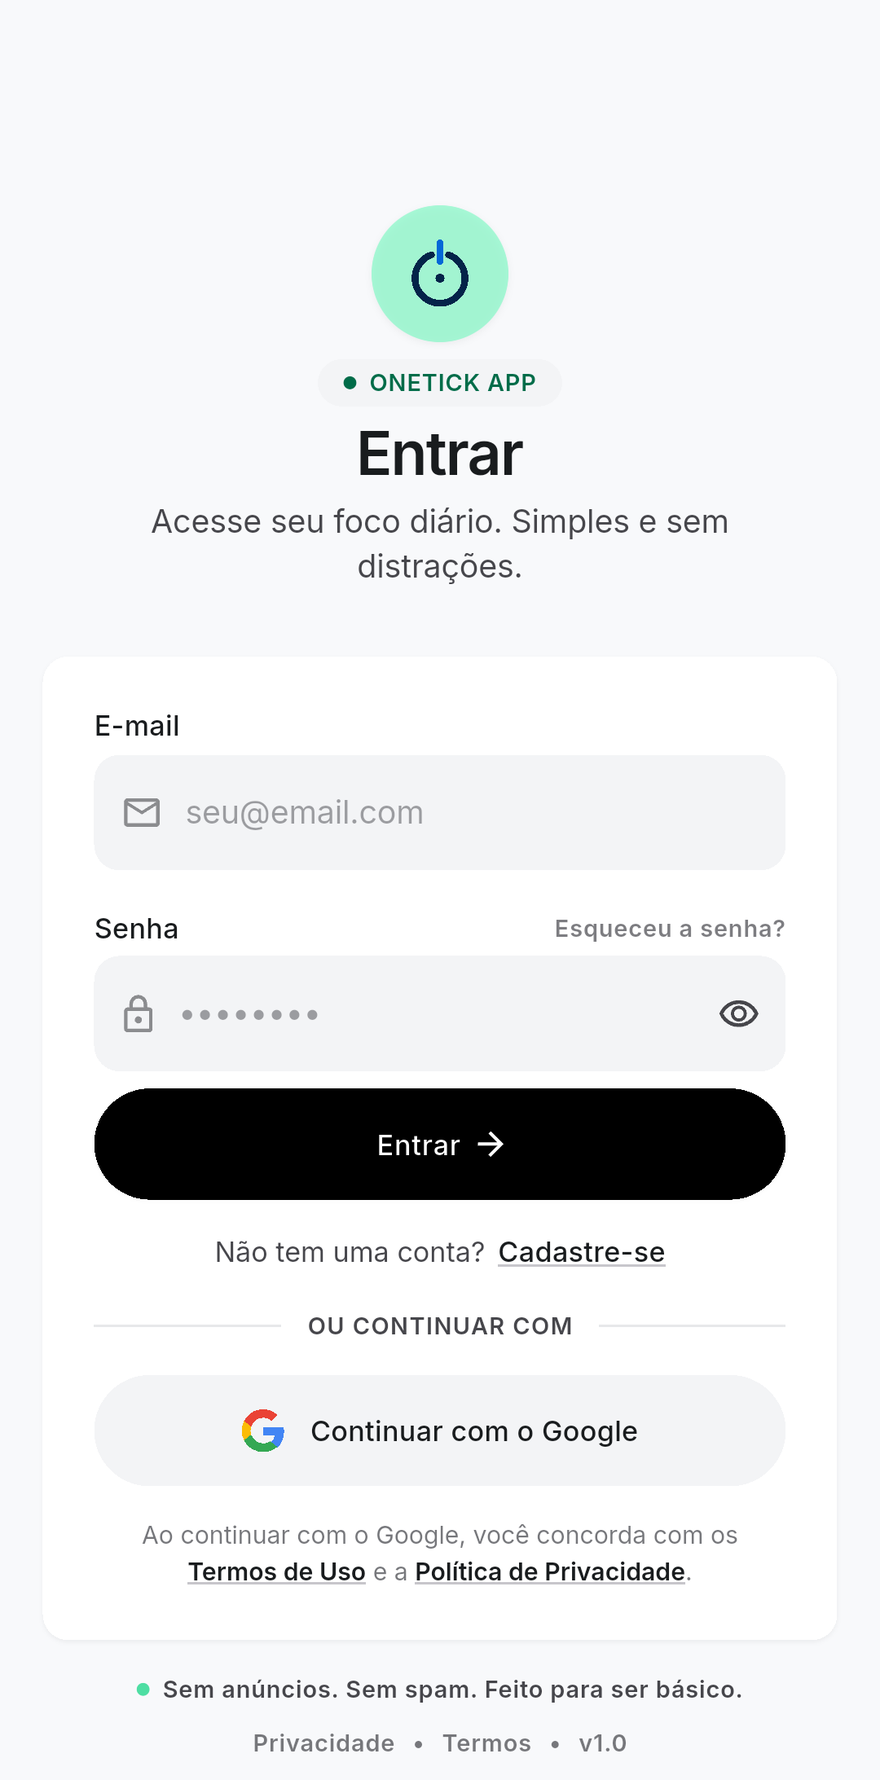 ONETICK APP
Entrar
Acesse seu foco diário. Simples e sem
distrações.
E-mail
seu@email.com
Senha
Esqueceu a senha?
••••••••
Entrar →
Não tem uma conta? Cadastre-se
OU CONTINUAR COM
Continuar com o Google
Ao continuar com o Google, você concorda com os
Termos de Uso e a Política de Privacidade.
Sem anúncios. Sem spam. Feito para ser básico.
Privacidade • Termos • v1.0